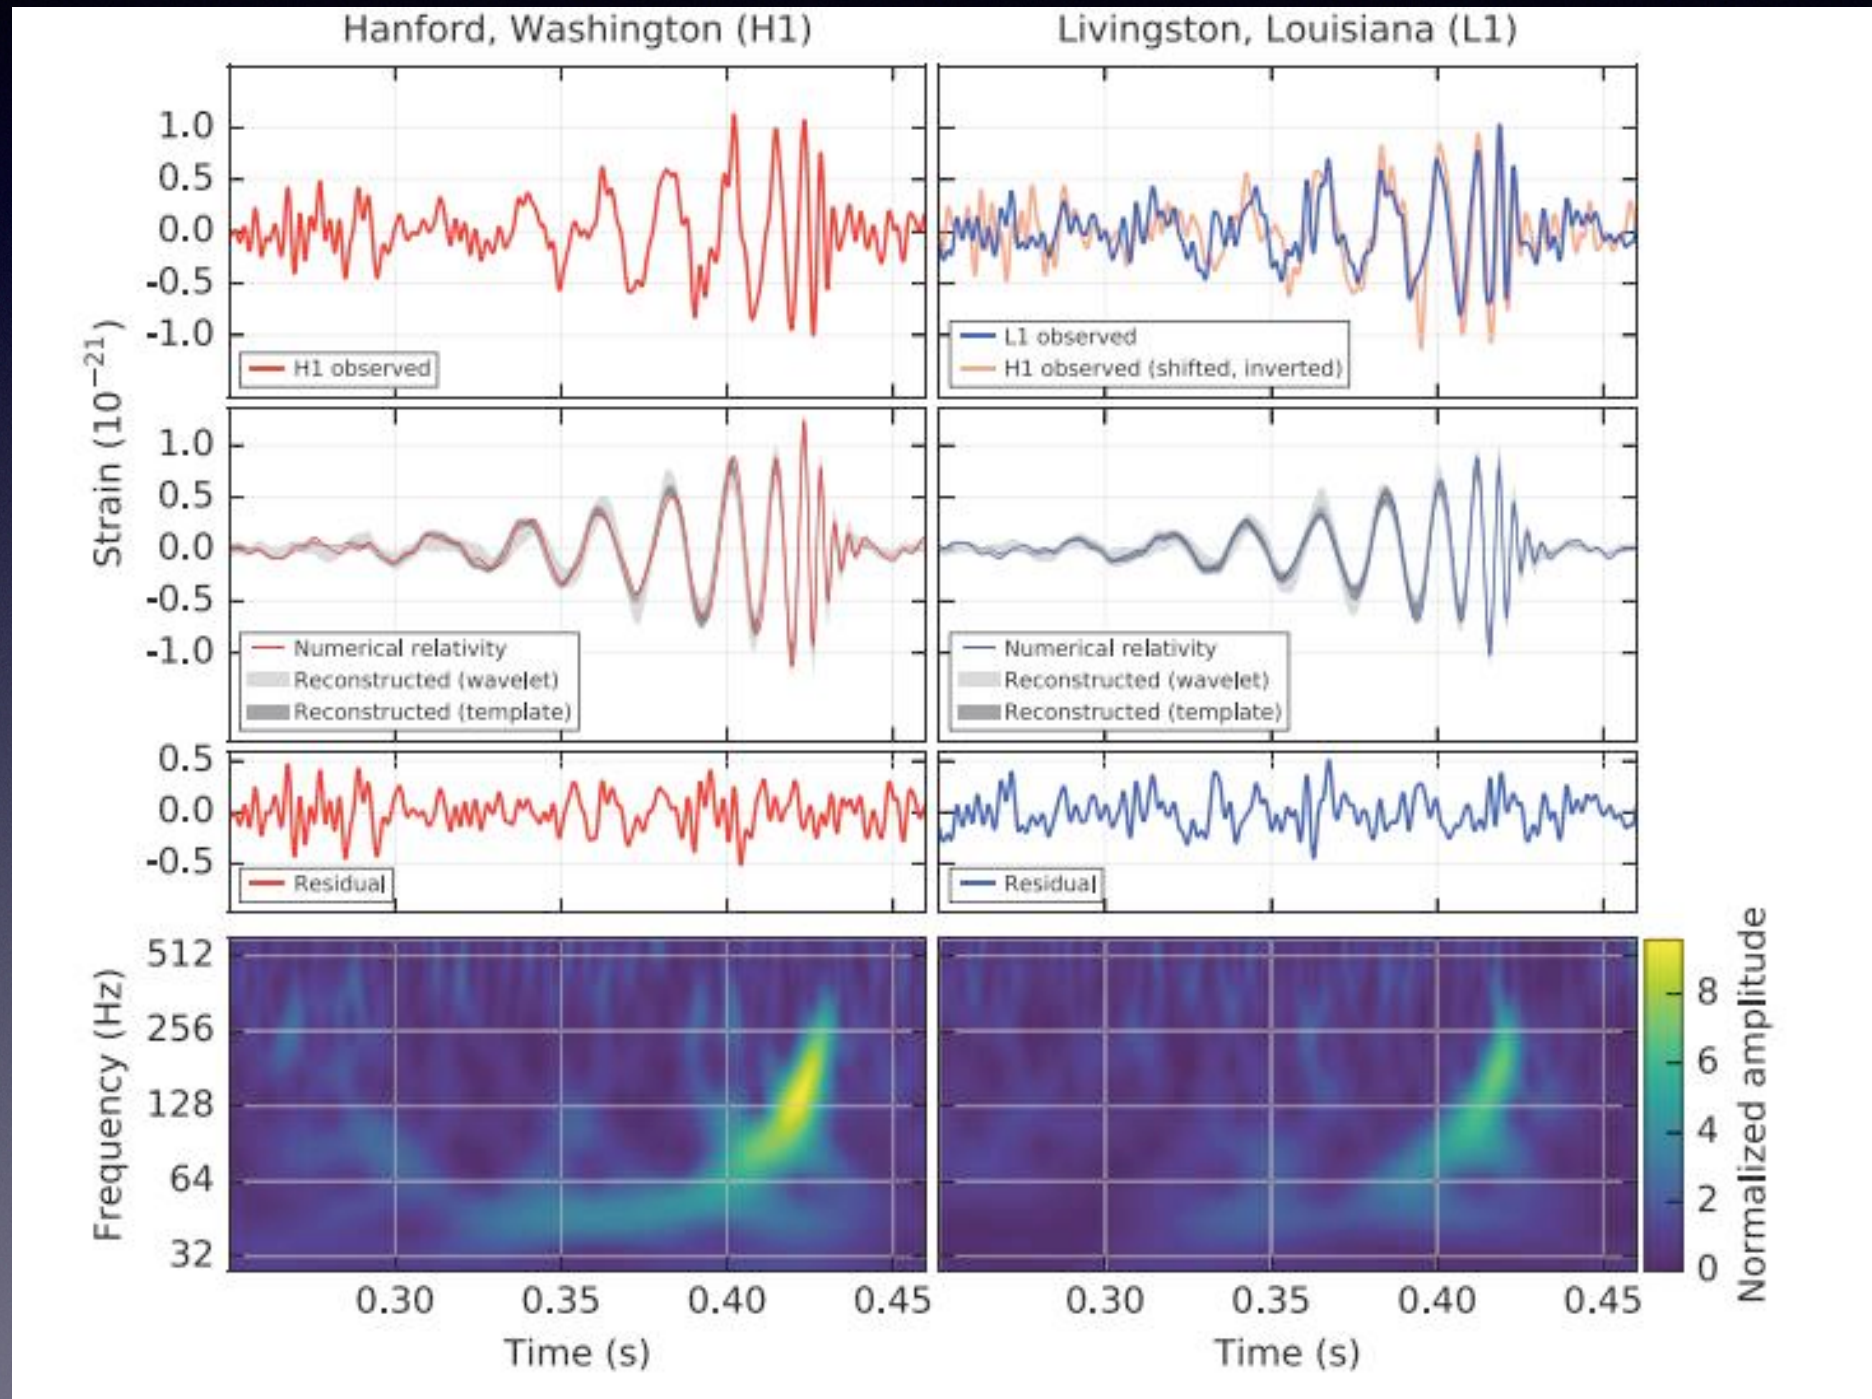 Hanford, Washington (H1)
Livingston, Louisiana (L1)
Strain (10⁻²¹)
1.0
0.5
0.0
-0.5
-1.0
H1 observed
L1 observed
H1 observed (shifted, inverted)
1.0
0.5
0.0
-0.5
-1.0
Numerical relativity
Reconstructed (wavelet)
Reconstructed (template)
Numerical relativity
Reconstructed (wavelet)
Reconstructed (template)
0.5
0.0
-0.5
Residual
Residual
Frequency (Hz)
512
256
128
64
32
Normalized amplitude
8
6
4
2
0
0.30 0.35 0.40 0.45
0.30 0.35 0.40 0.45
Time (s)
Time (s)